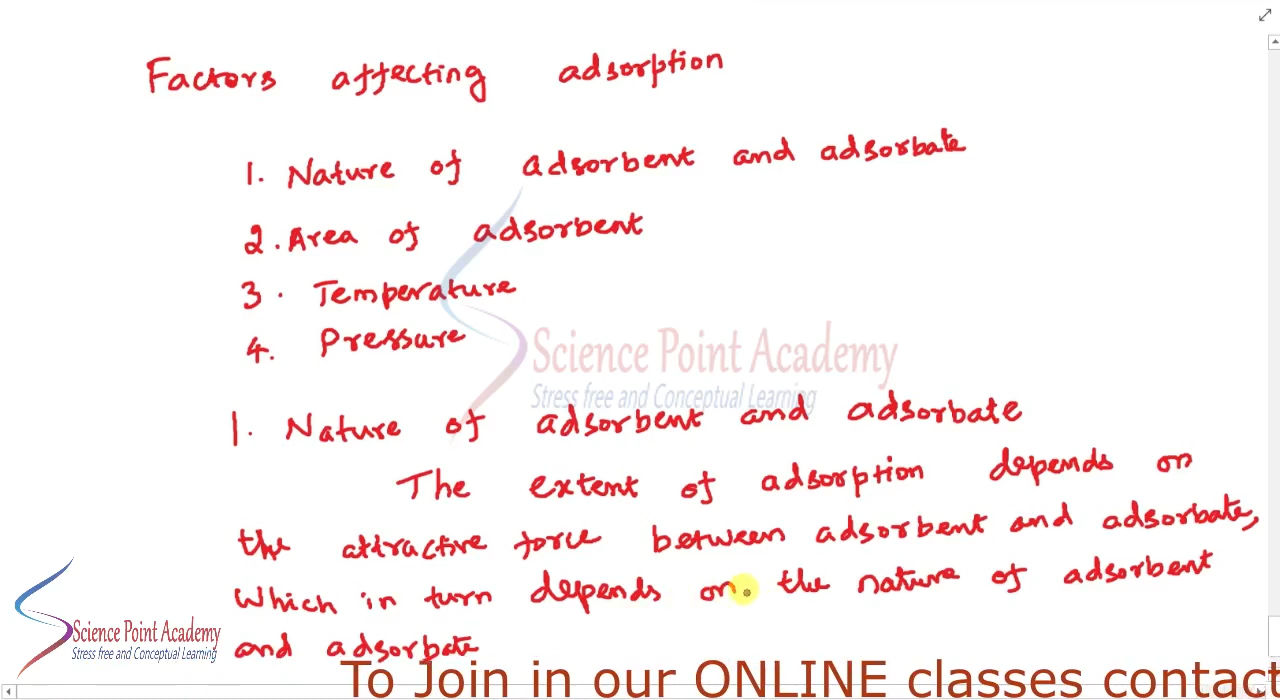 Factors affecting adsorption
1. Nature of adsorbent and adsorbate
2. Area of adsorbent
3. Temperature
4. Pressure
Science Point Academy
Stress free and Conceptual Learning
1. Nature of adsorbent and adsorbate
The extent of adsorption depends on
the attractive force between adsorbent and adsorbate,
which in turn depends on the nature of adsorbent
and adsorbate
Science Point Academy
Stress free and Conceptual Learning
To Join in our ONLINE classes contact